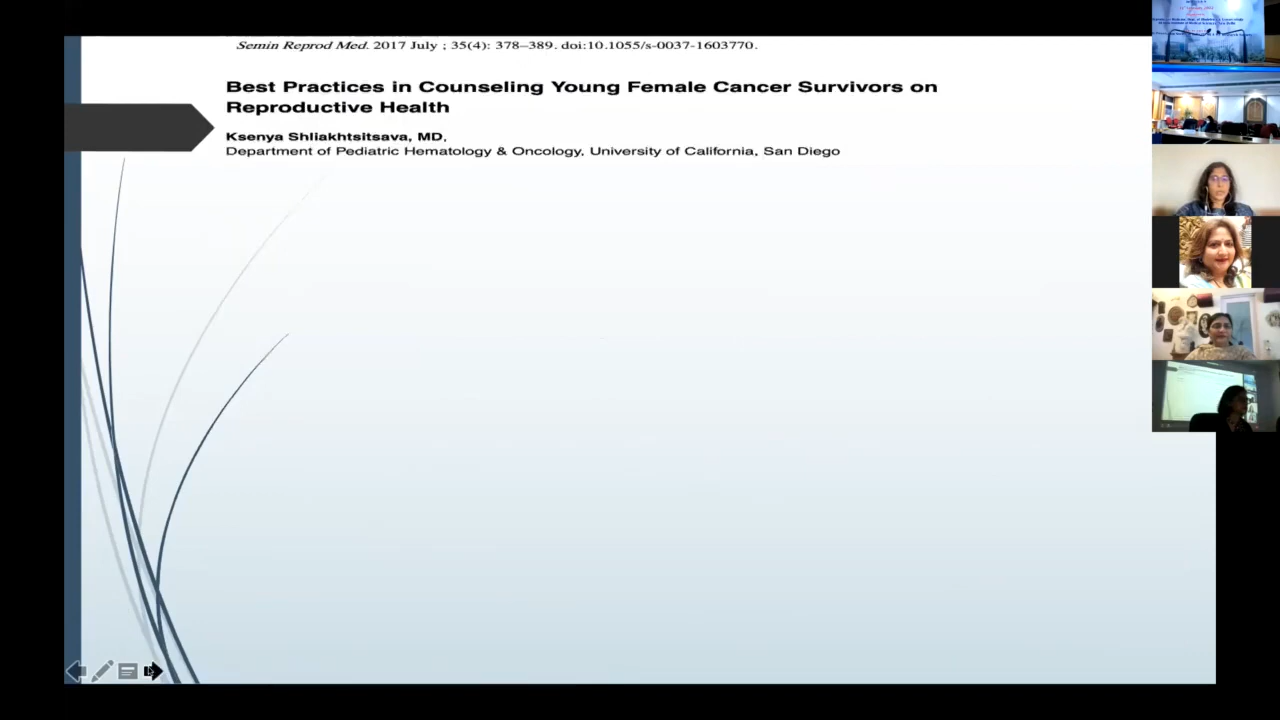 Semin Reprod Med. 2017 July ; 35(4): 378–389. doi:10.1055/s-0037-1603770.
Best Practices in Counseling Young Female Cancer Survivors on
Reproductive Health
Ksenya Shliakhtsitsava, MD,
Department of Pediatric Hematology & Oncology, University of California, San Diego